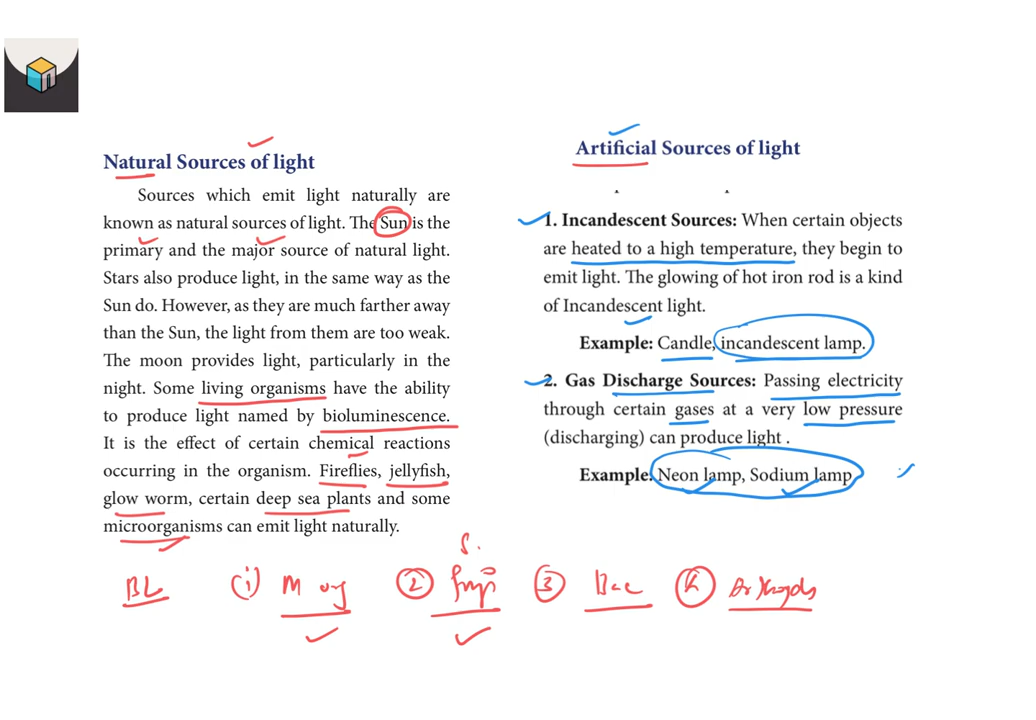 Natural Sources of light
Sources which emit light naturally are
known as natural sources of light. The Sun is the
primary and the major source of natural light.
Stars also produce light, in the same way as the
Sun do. However, as they are much farther away
than the Sun, the light from them are too weak.
The moon provides light, particularly in the
night. Some living organisms have the ability
to produce light named by bioluminescence.
It is the effect of certain chemical reactions
occurring in the organism. Fireflies, jellyfish,
glow worm, certain deep sea plants and some
microorganisms can emit light naturally.
Artificial Sources of light
1. Incandescent Sources: When certain objects
are heated to a high temperature, they begin to
emit light. The glowing of hot iron rod is a kind
of Incandescent light.
Example: Candle, incandescent lamp.
2. Gas Discharge Sources: Passing electricity
through certain gases at a very low pressure
(discharging) can produce light .
Example: Neon lamp, Sodium lamp
BL (i) M org (2) (3) Bac (4)